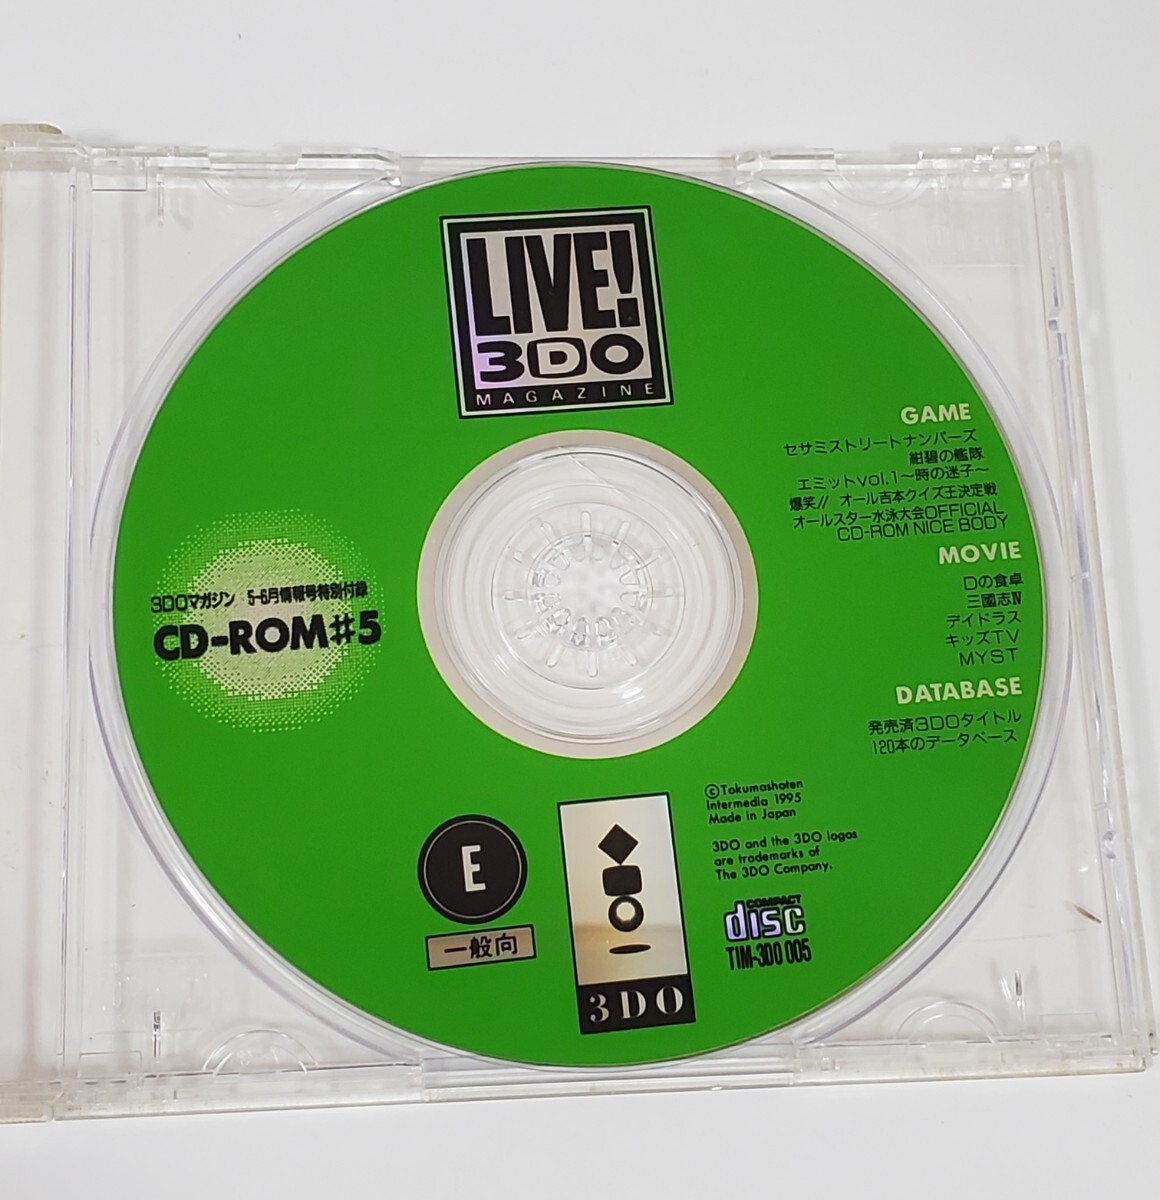 LIVE!
3DO
MAGAZINE
GAME
セサミストリートナンバーズ
紺碧の艦隊
エミットvol.1〜時の迷子〜
爆笑!! オール吉本クイズ王決定戦
オールスター水泳大会OFFICIAL
CD-ROM NICE BODY
MOVIE
Dの食卓
三國志Ⅳ
デイドラス
キッズTV
MYST
DATABASE
発売済3DOタイトル
120本のデータベース
3DOマガジン 5-6月情報号特別付録
CD-ROM#5
©Tokumashoten
Intermedia 1995
Made in Japan
3DO and the 3DO logos
are trademarks of
The 3DO Company.
COMPACT
disc
TIM-3DO 005
E
一般向
3DO